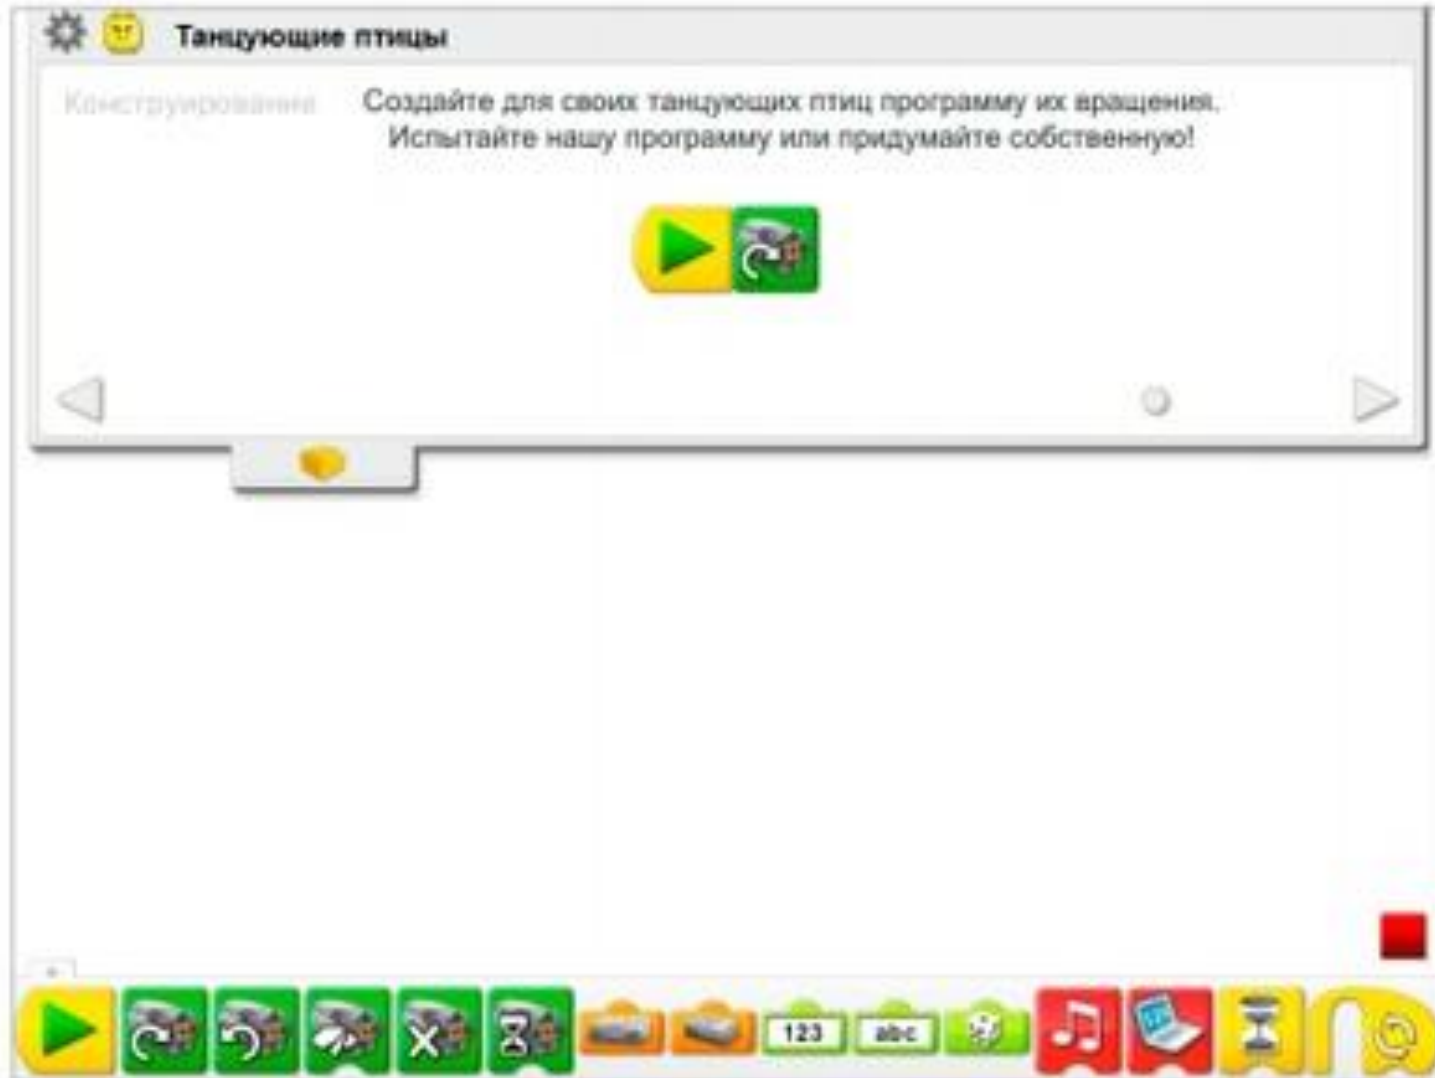 Танцующие птицы
Конструирование
Создайте для своих танцующих птиц программу их вращения.
Испытайте нашу программу или придумайте собственную!
123
abc